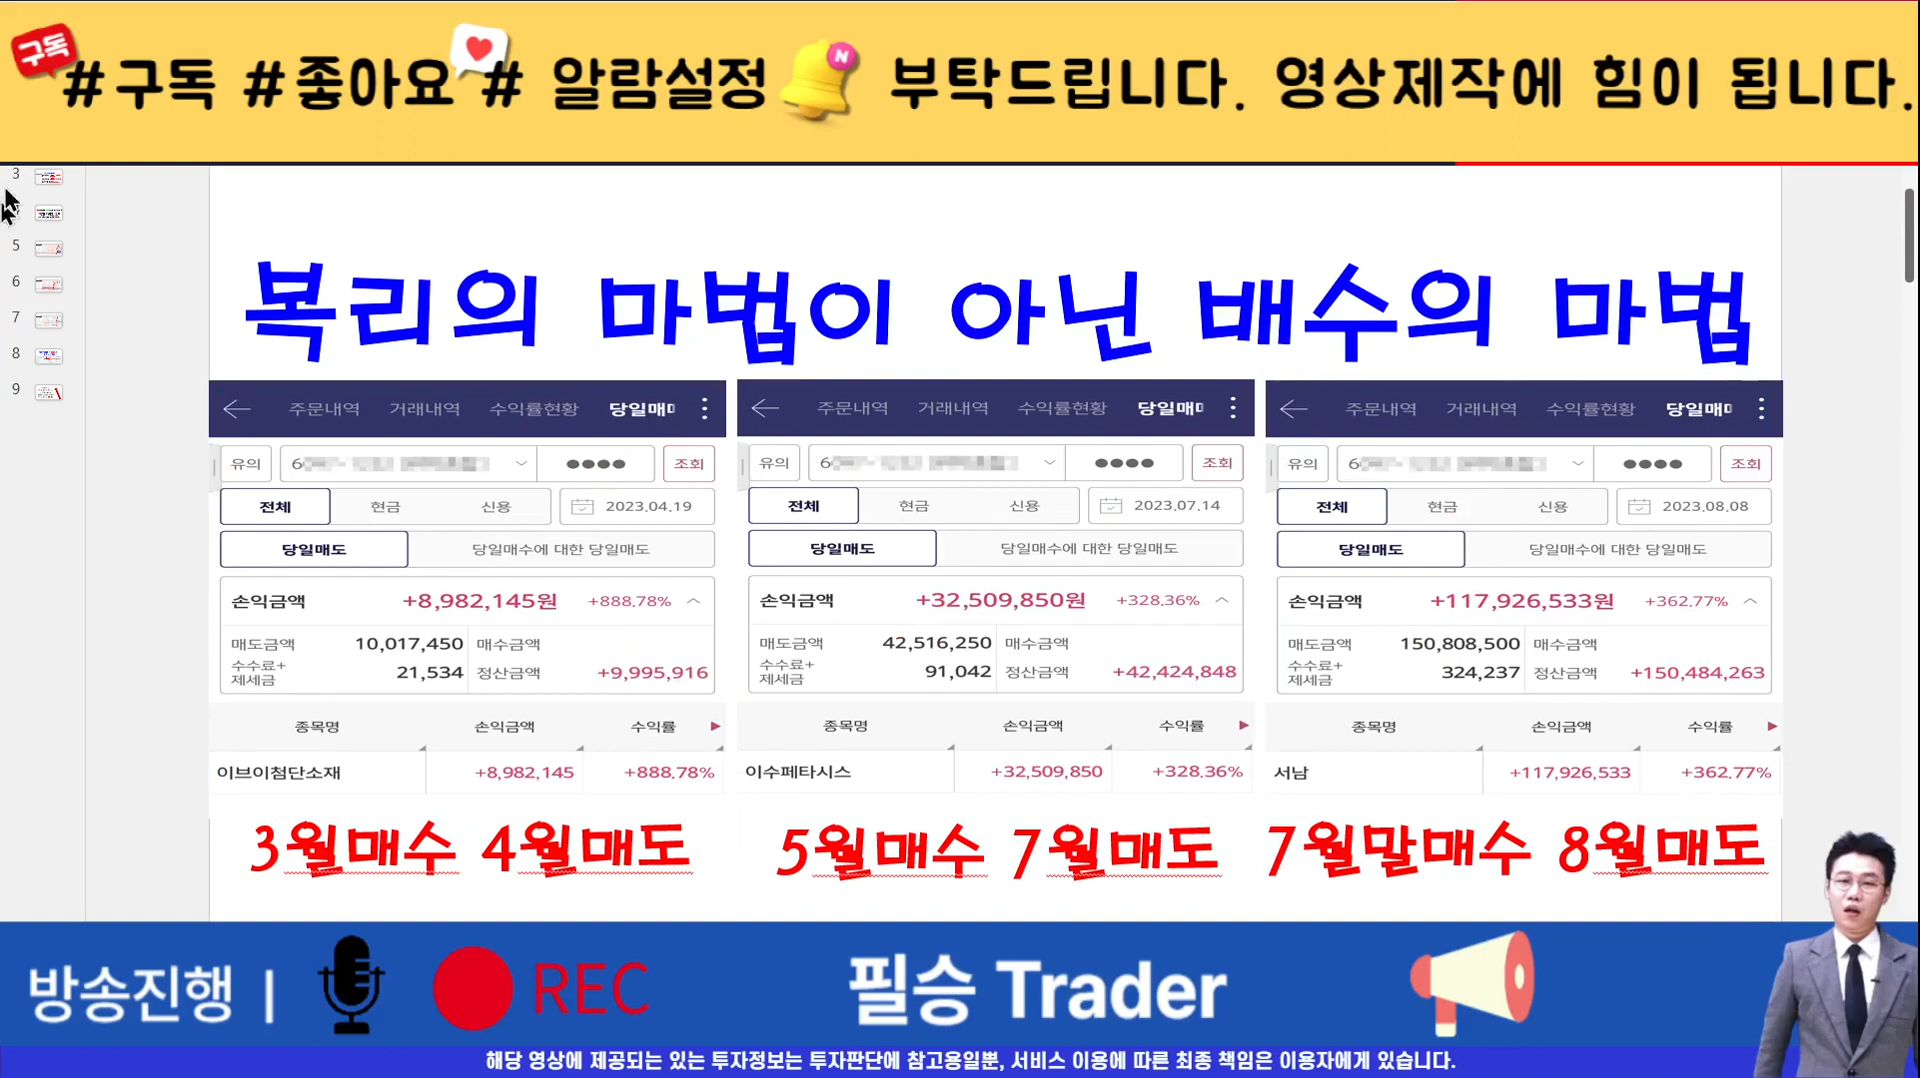 구독
#구독 #좋아요 # 알람설정 부탁드립니다. 영상제작에 힘이 됩니다.
N
3
5
6
7
8
9
복리의 마법이 아닌 배수의 마법
주문내역 거래내역 수익률현황 당일매
유의 6 ●●●● 조회
전체 현금 신용 2023.04.19
당일매도 당일매수에 대한 당일매도
손익금액 +8,982,145원 +888.78%
매도금액 10,017,450 매수금액
수수료+
제세금 21,534 정산금액 +9,995,916
종목명 손익금액 수익률
이브이첨단소재 +8,982,145 +888.78%
3월매수 4월매도
주문내역 거래내역 수익률현황 당일매
유의 6 ●●●● 조회
전체 현금 신용 2023.07.14
당일매도 당일매수에 대한 당일매도
손익금액 +32,509,850원 +328.36%
매도금액 42,516,250 매수금액
수수료+
제세금 91,042 정산금액 +42,424,848
종목명 손익금액 수익률
이수페타시스 +32,509,850 +328.36%
5월매수 7월매도
주문내역 거래내역 수익률현황 당일매
유의 6 ●●●● 조회
전체 현금 신용 2023.08.08
당일매도 당일매수에 대한 당일매도
손익금액 +117,926,533원 +362.77%
매도금액 150,808,500 매수금액
수수료+
제세금 324,237 정산금액 +150,484,263
종목명 손익금액 수익률
서남 +117,926,533 +362.77%
7월말매수 8월매도
방송진행 | REC 필승 Trader
해당 영상에 제공되는 있는 투자정보는 투자판단에 참고용일뿐, 서비스 이용에 따른 최종 책임은 이용자에게 있습니다.